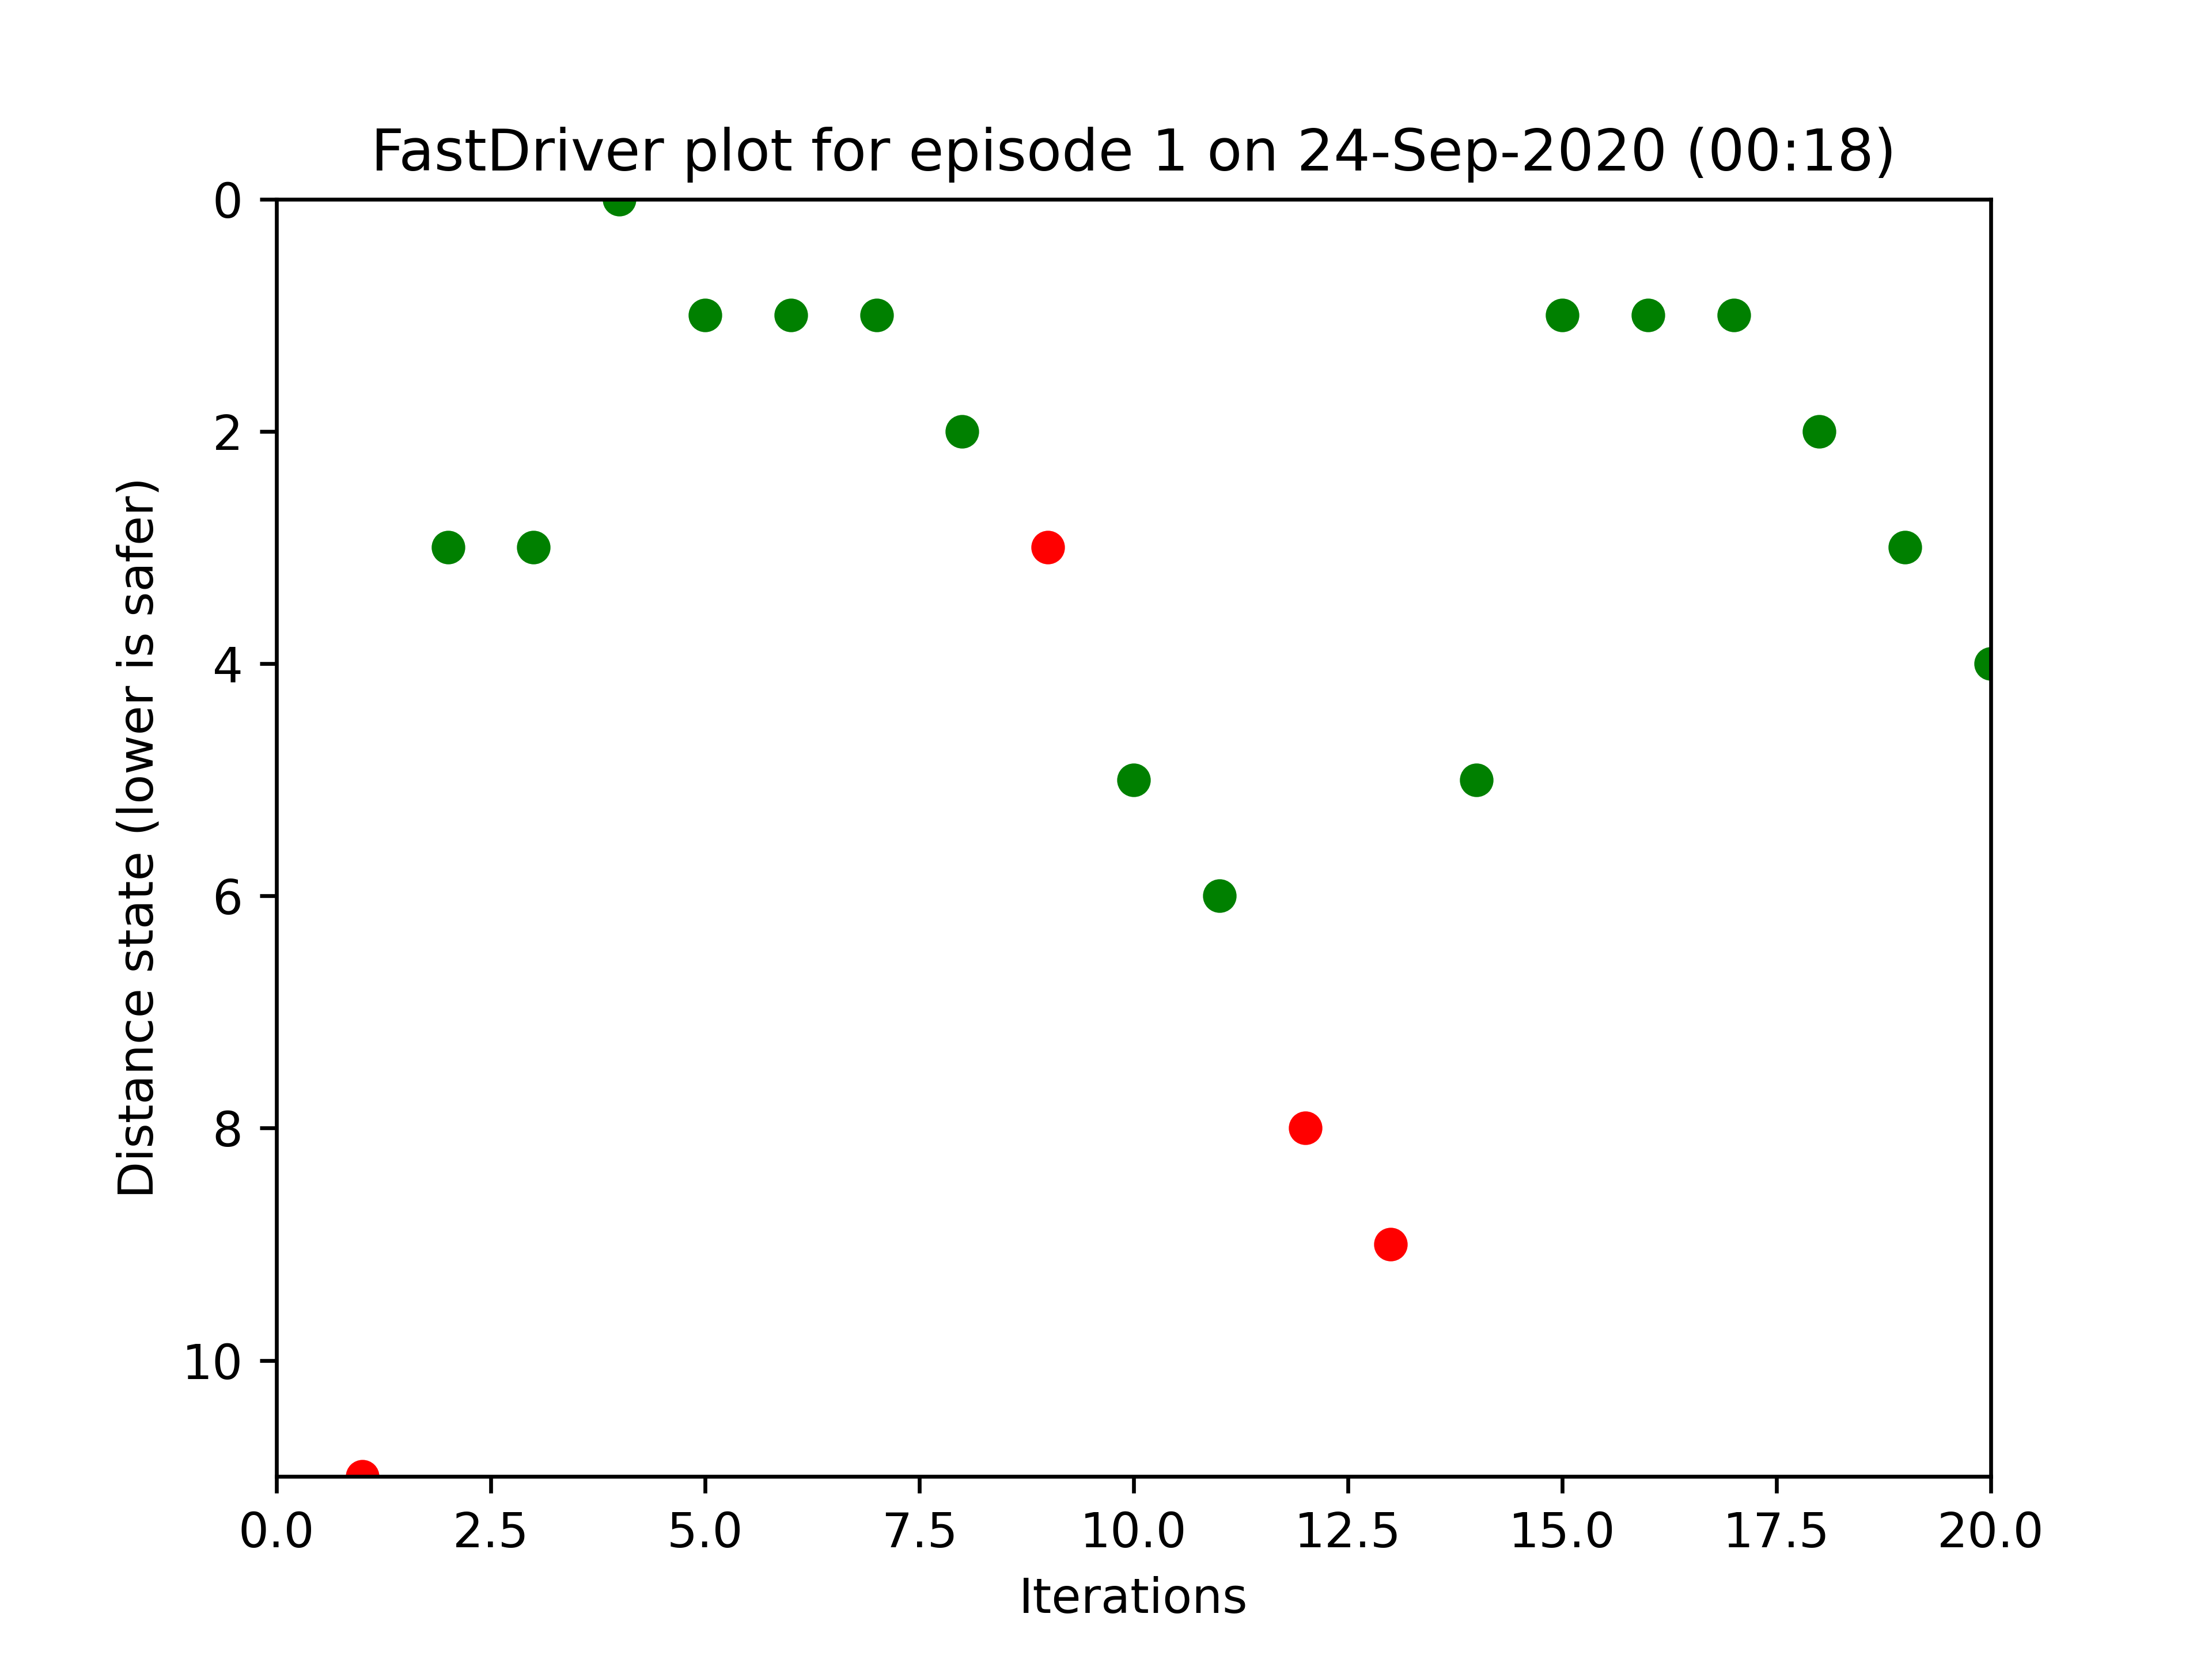 FastDriver plot for episode 1 on 24-Sep-2020 (00:18)
Distance state (lower is safer)
0
2
4
6
8
10
0.0 2.5 5.0 7.5 10.0 12.5 15.0 17.5 20.0
Iterations